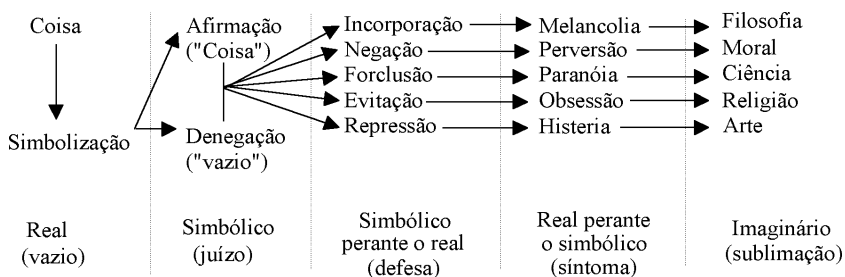 Coisa
Simbolização
Real
(vazio)
Afirmação
("Coisa")
Denegação
("vazio")
Simbólico
(juízo)
Incorporação
Negação
Forclusão
Evitação
Repressão
Simbólico
perante o real
(defesa)
Melancolia
Perversão
Paranóia
Obsessão
Histeria
Real perante
o simbólico
(síntoma)
Filosofia
Moral
Ciência
Religião
Arte
Imaginário
(sublimação)